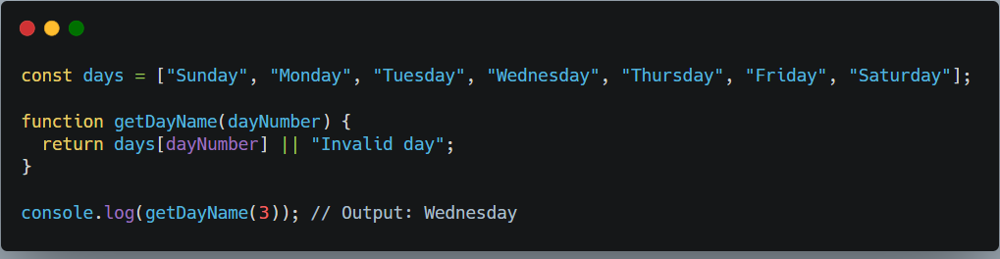 const days = ["Sunday", "Monday", "Tuesday", "Wednesday", "Thursday", "Friday", "Saturday"];
function getDayName(dayNumber) {
  return days[dayNumber] || "Invalid day";
}
console.log(getDayName(3)); // Output: Wednesday